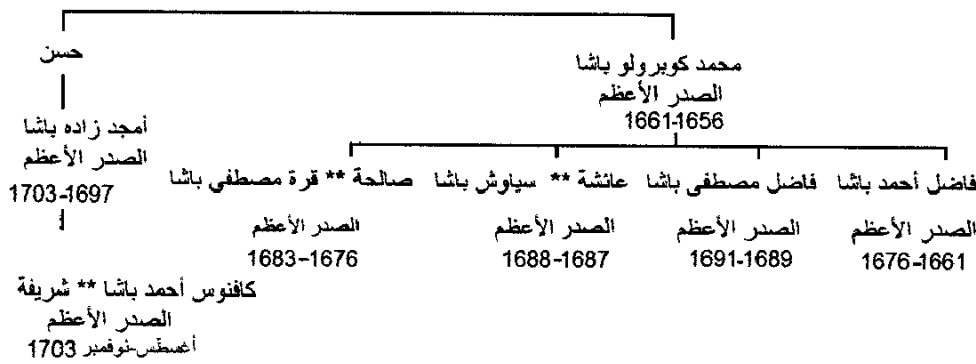 حسن
محمد كوبرولو باشا
الصدر الأعظم
1661-1656
أمجد زاده باشا
الصدر الأعظم
1703-1697
فاضل أحمد باشا
الصدر الأعظم
1676-1661
فاضل مصطفى باشا
الصدر الأعظم
1691-1689
عائشة ** سياوش باشا
الصدر الأعظم
1688-1687
صالحة ** قرة مصطفى باشا
الصدر الأعظم
1683-1676
كافنوس أحمد باشا ** شريفة
الصدر الأعظم
أغسطس-نوفمبر 1703